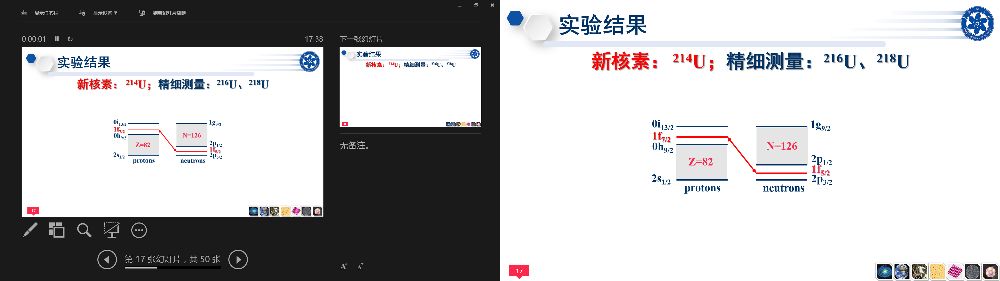 显示任务栏 显示设置 ▼ 结束幻灯片放映
0:00:01 17:38
实验结果
新核素：²¹⁴U；精细测量：²¹⁶U、²¹⁸U
0i13/2
1f7/2
0h9/2
Z=82
2s1/2
protons
1g9/2
N=126
2p1/2
1f5/2
2p3/2
neutrons
17
第 17 张幻灯片，共 50 张
下一张幻灯片
实验结果
新核素：²¹⁴U；精细测量：²¹⁶U、²¹⁸U
18
无备注。
A A
实验结果
CHINESE ACADEMY OF SCIENCES
新核素：²¹⁴U；精细测量：²¹⁶U、²¹⁸U
0i13/2
1f7/2
0h9/2
Z=82
2s1/2
protons
1g9/2
N=126
2p1/2
1f5/2
2p3/2
neutrons
17